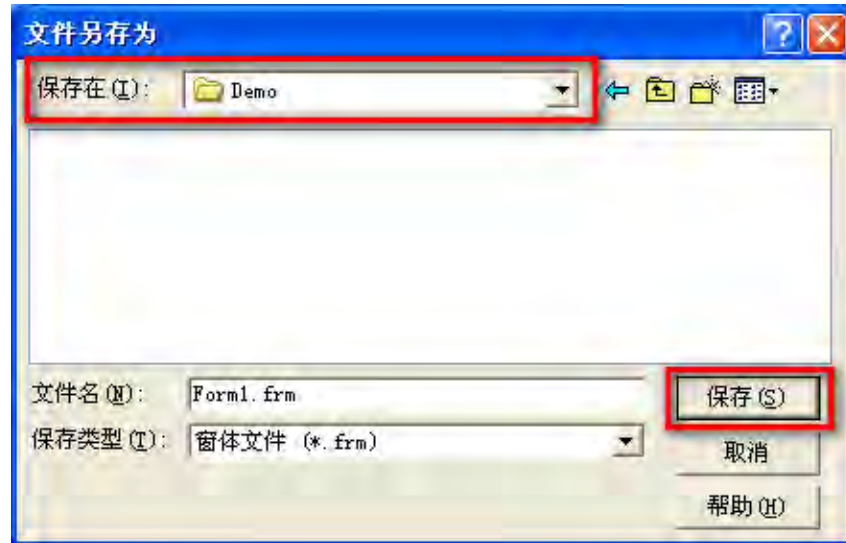 文件另存为
保存在(I): Demo
文件名(N): Form1.frm
保存(S)
保存类型(T): 窗体文件 (*.frm)
取消
帮助(H)